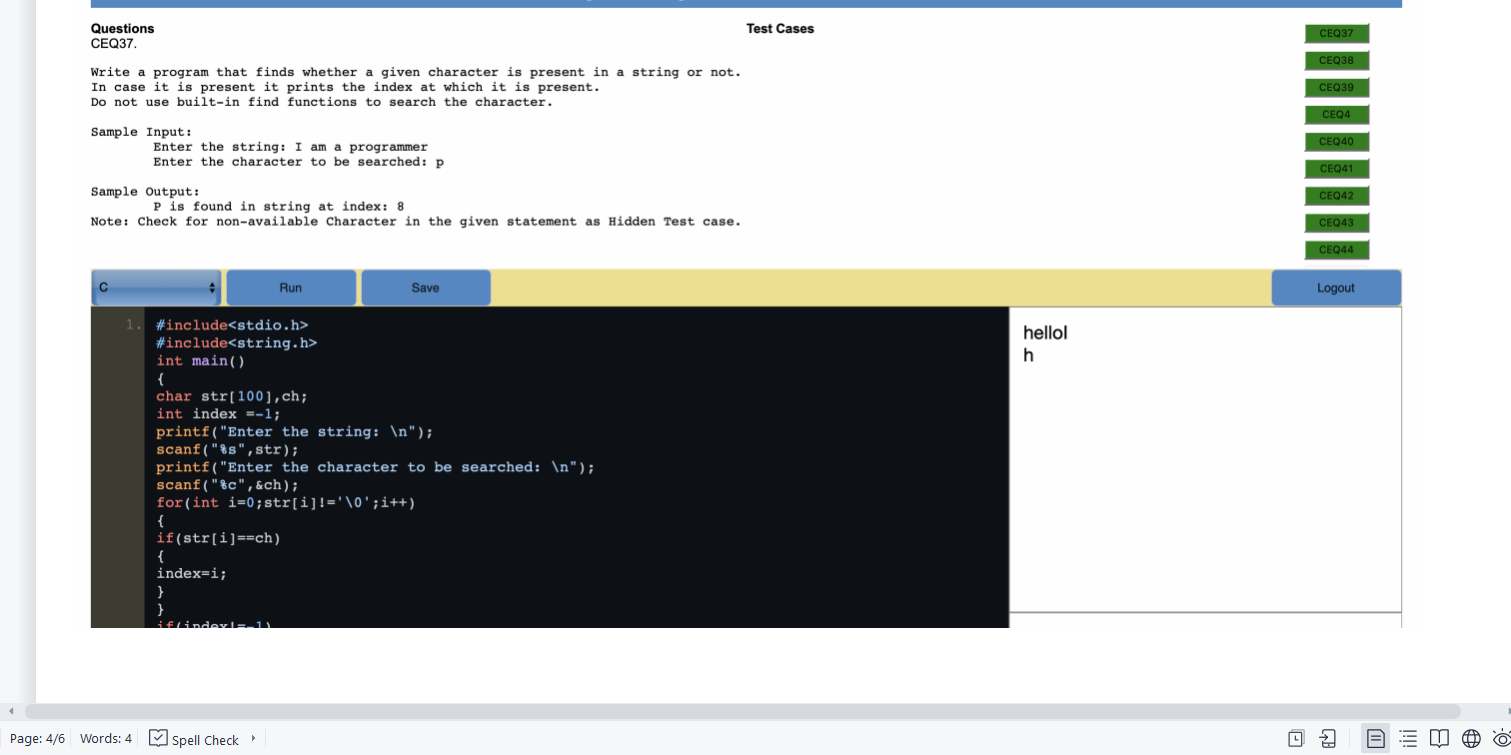 Questions
Test Cases
CEQ37.
Write a program that finds whether a given character is present in a string or not.
In case it is present it prints the index at which it is present.
Do not use built-in find functions to search the character.
Sample Input:
Enter the string: I am a programmer
Enter the character to be searched: p
Sample Output:
P is found in string at index: 8
Note: Check for non-available Character in the given statement as Hidden Test case.
CEQ37
CEQ38
CEQ39
CEQ4
CEQ40
CEQ41
CEQ42
CEQ43
CEQ44
C
Run
Save
Logout
1. #include<stdio.h>
#include<string.h>
int main()
{
char str[100],ch;
int index =-1;
printf("Enter the string: \n");
scanf("%s",str);
printf("Enter the character to be searched: \n");
scanf("%c",&ch);
for(int i=0;str[i]!='\0';i++)
{
if(str[i]==ch)
{
index=i;
}
}
if(index!=-1)
hellol
h
Page: 4/6 Words: 4 Spell Check